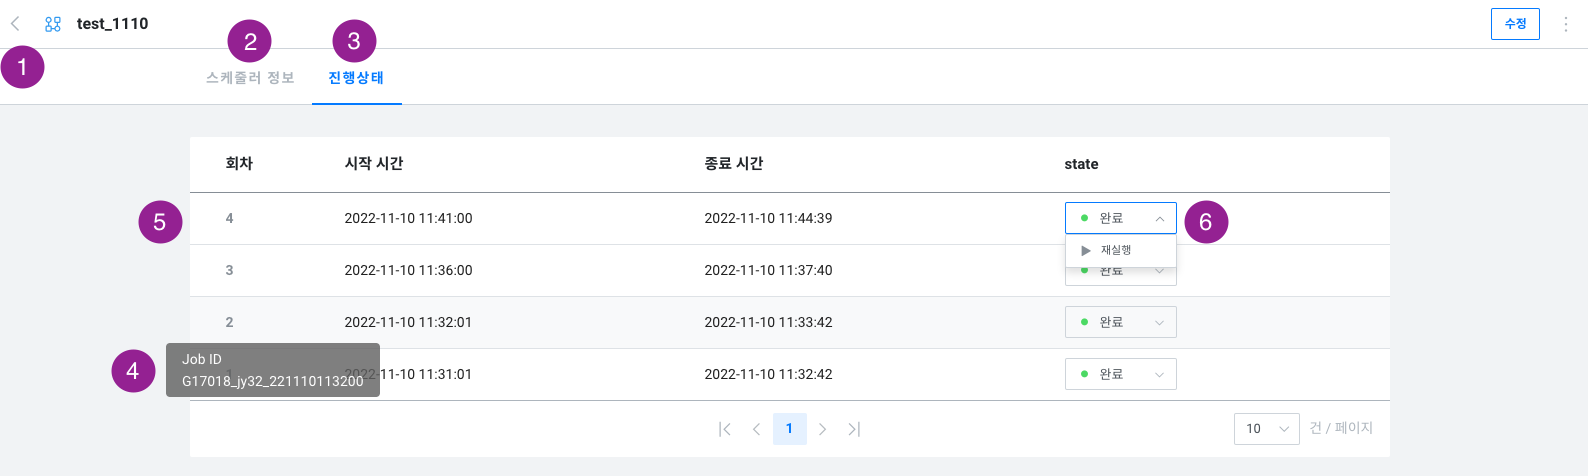 test_1110
수정
1
2
3
스케줄러 정보
진행상태
회차 시작 시간 종료 시간 state
5
4 2022-11-10 11:41:00 2022-11-10 11:44:39 완료
6
재실행
3 2022-11-10 11:36:00 2022-11-10 11:37:40 완료
2 2022-11-10 11:32:01 2022-11-10 11:33:42 완료
4
Job ID
G17018_jy32_221110113200
1 2022-11-10 11:31:01 2022-11-10 11:32:42 완료
1
10 건 / 페이지